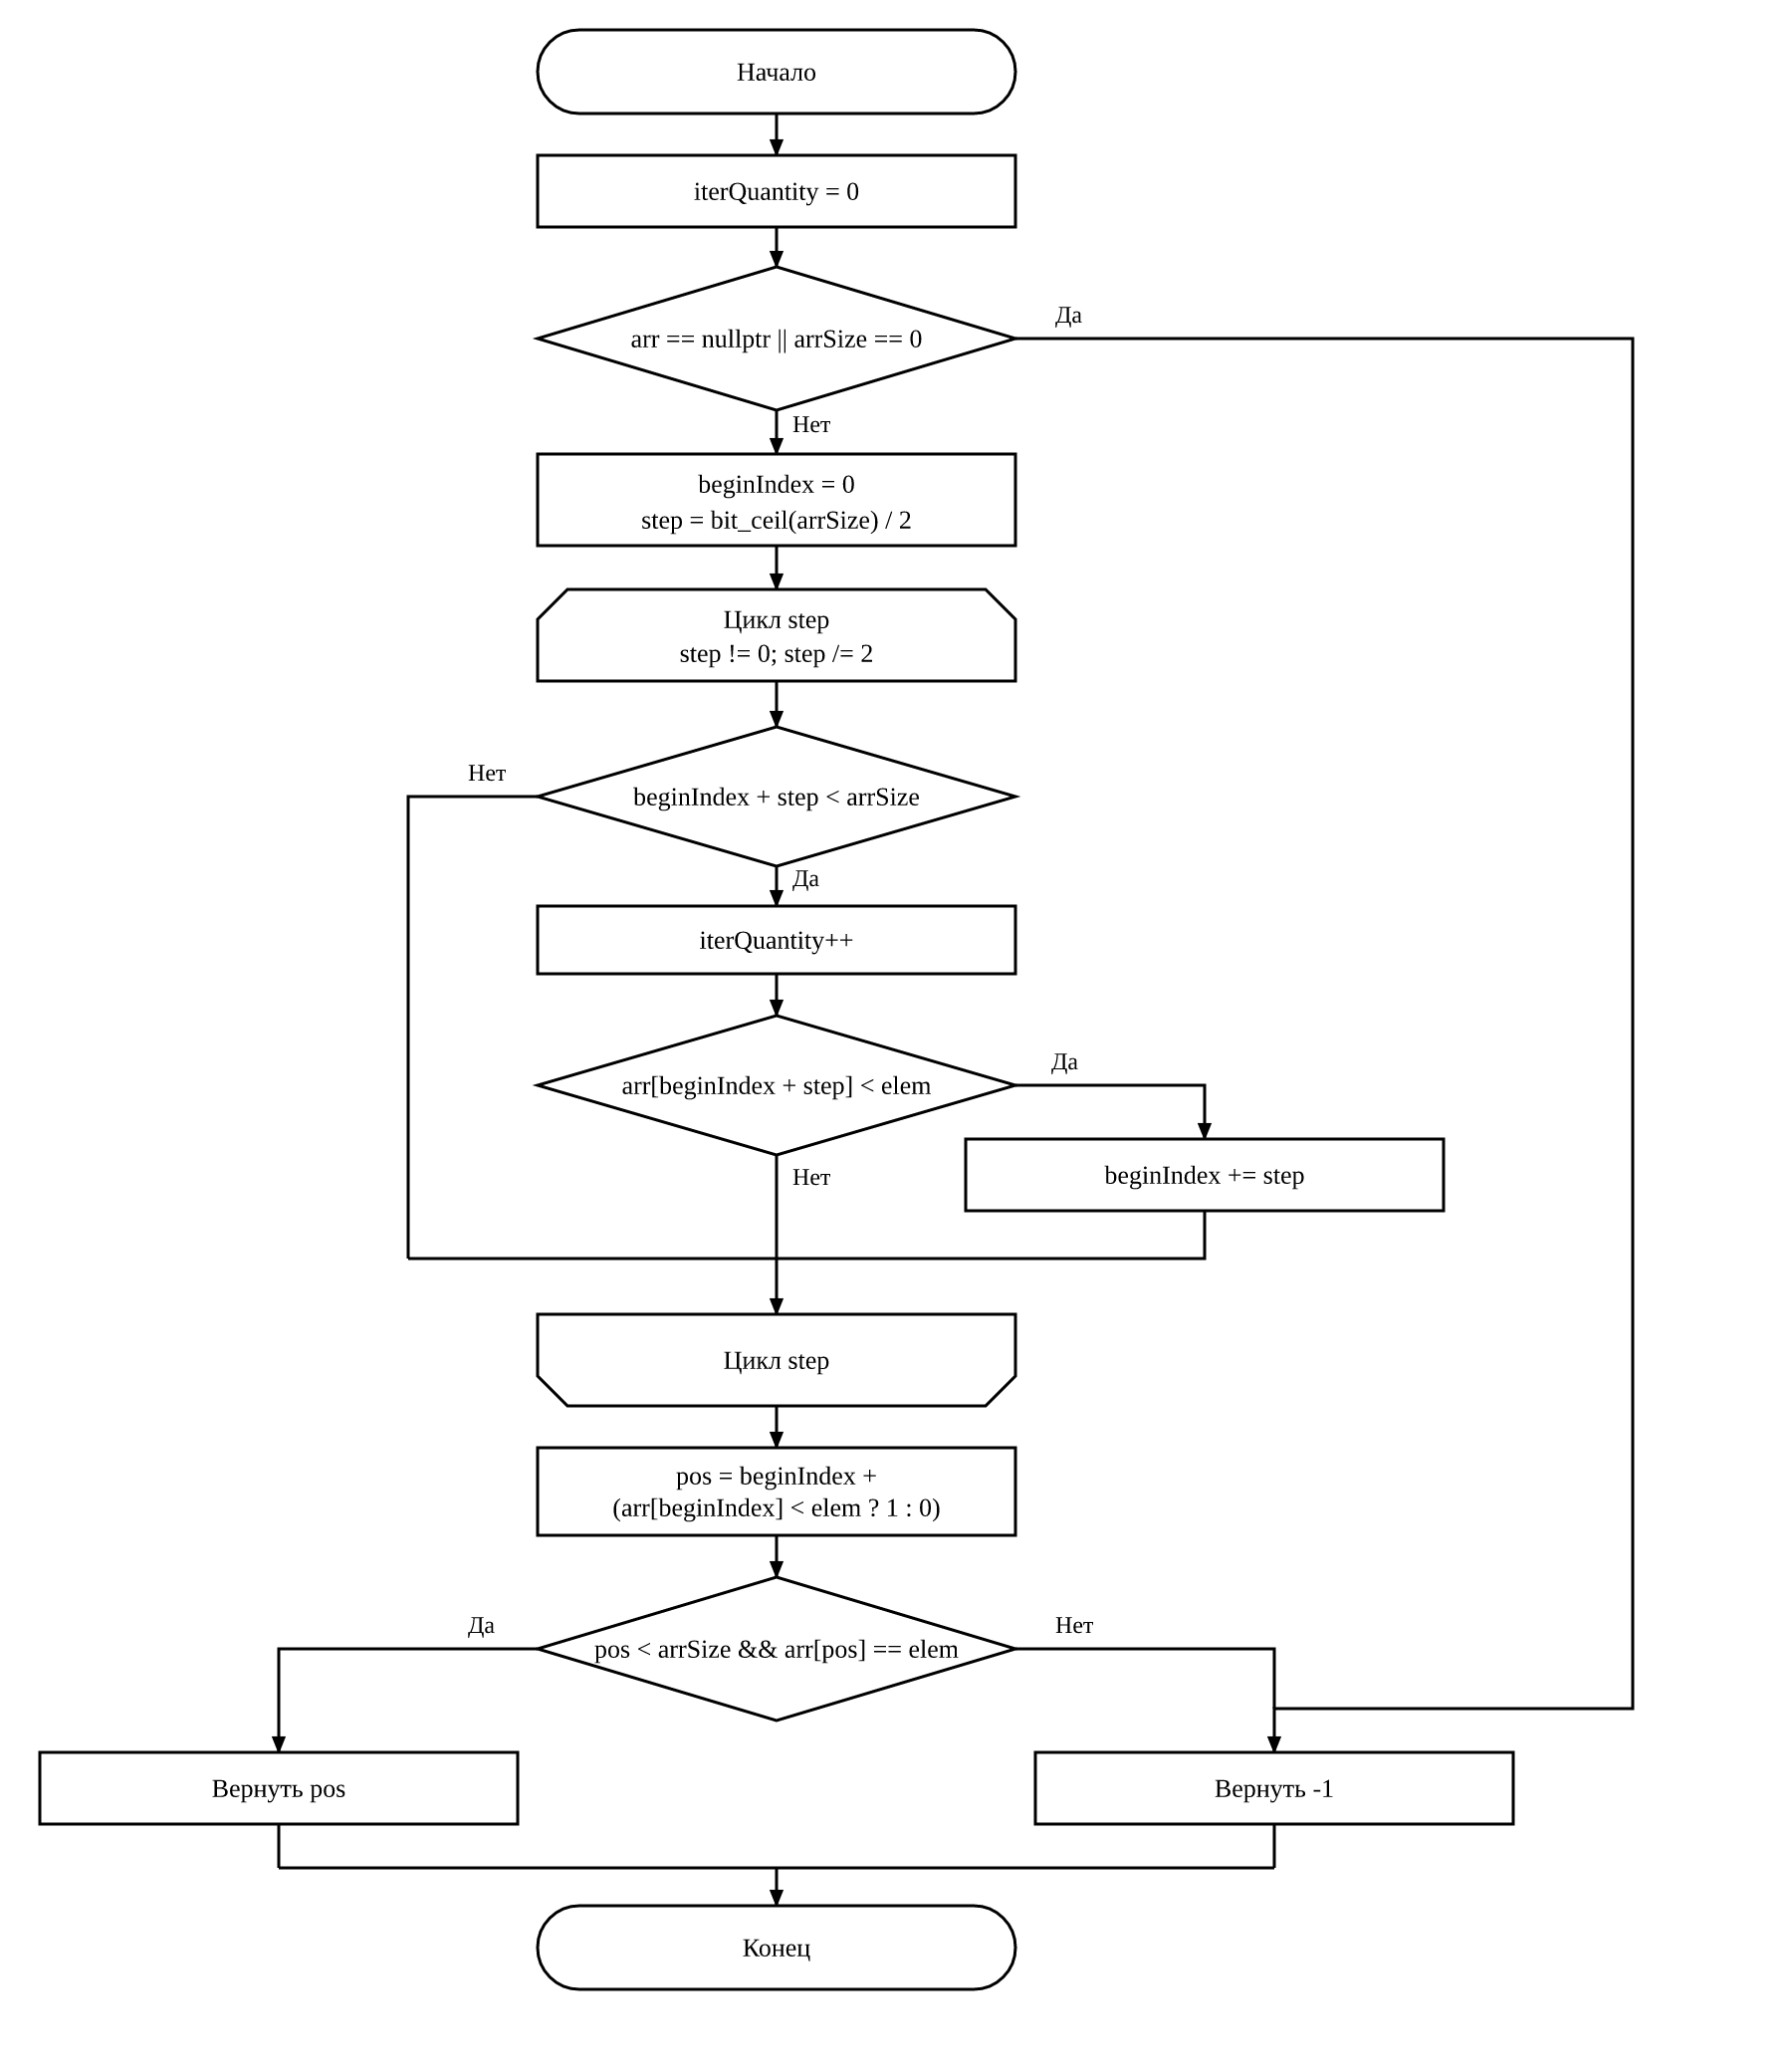 Начало
iterQuantity = 0
arr == nullptr || arrSize == 0
Да
Нет
beginIndex = 0
step = bit_ceil(arrSize) / 2
Цикл step
step != 0; step /= 2
Нет
beginIndex + step < arrSize
Да
iterQuantity++
arr[beginIndex + step] < elem
Да
Нет
beginIndex += step
Цикл step
pos = beginIndex +
(arr[beginIndex] < elem ? 1 : 0)
Да
pos < arrSize && arr[pos] == elem
Нет
Вернуть pos
Вернуть -1
Конец